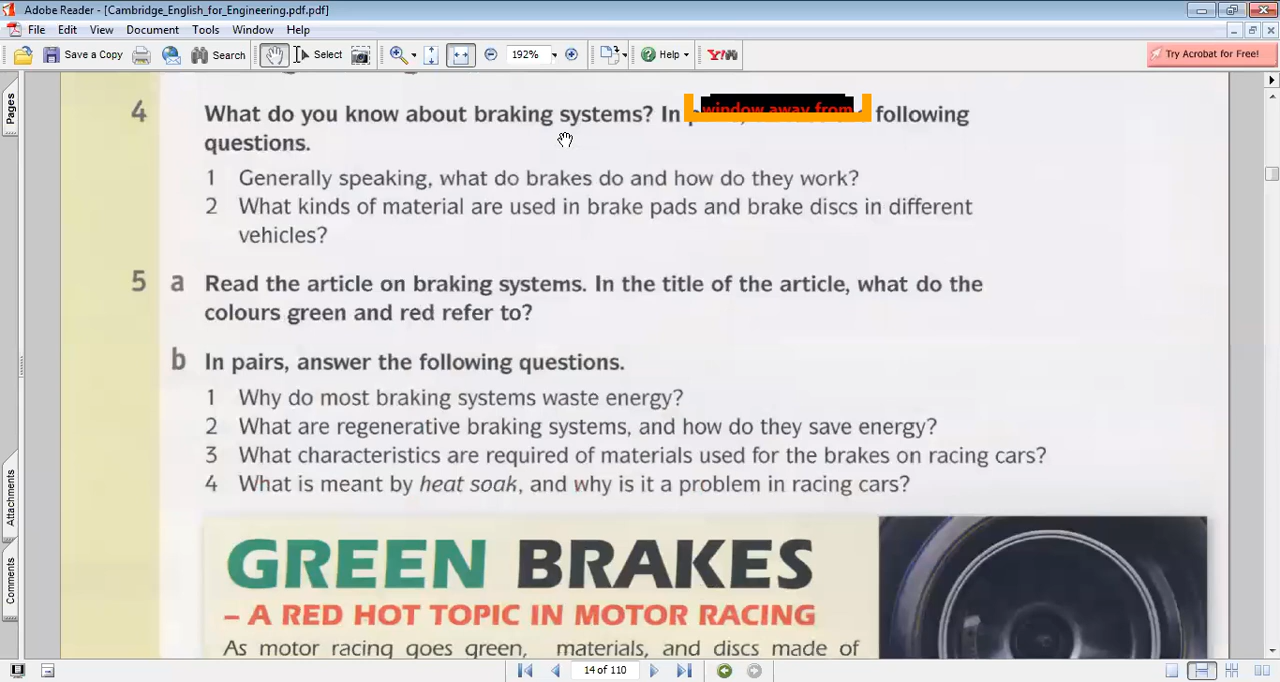 Adobe Reader - [Cambridge_English_for_Engineering.pdf.pdf]
File Edit View Document Tools Window Help
Save a Copy Search Select 192% Help Y! Try Acrobat for Free!
Pages
4 What do you know about braking systems? In window away from following
questions.
1 Generally speaking, what do brakes do and how do they work?
2 What kinds of material are used in brake pads and brake discs in different
vehicles?
5 a Read the article on braking systems. In the title of the article, what do the
colours green and red refer to?
b In pairs, answer the following questions.
1 Why do most braking systems waste energy?
2 What are regenerative braking systems, and how do they save energy?
3 What characteristics are required of materials used for the brakes on racing cars?
4 What is meant by heat soak, and why is it a problem in racing cars?
Attachments
Comments
GREEN BRAKES
– A RED HOT TOPIC IN MOTOR RACING
As motor racing goes green, materials, and discs made of
14 of 110